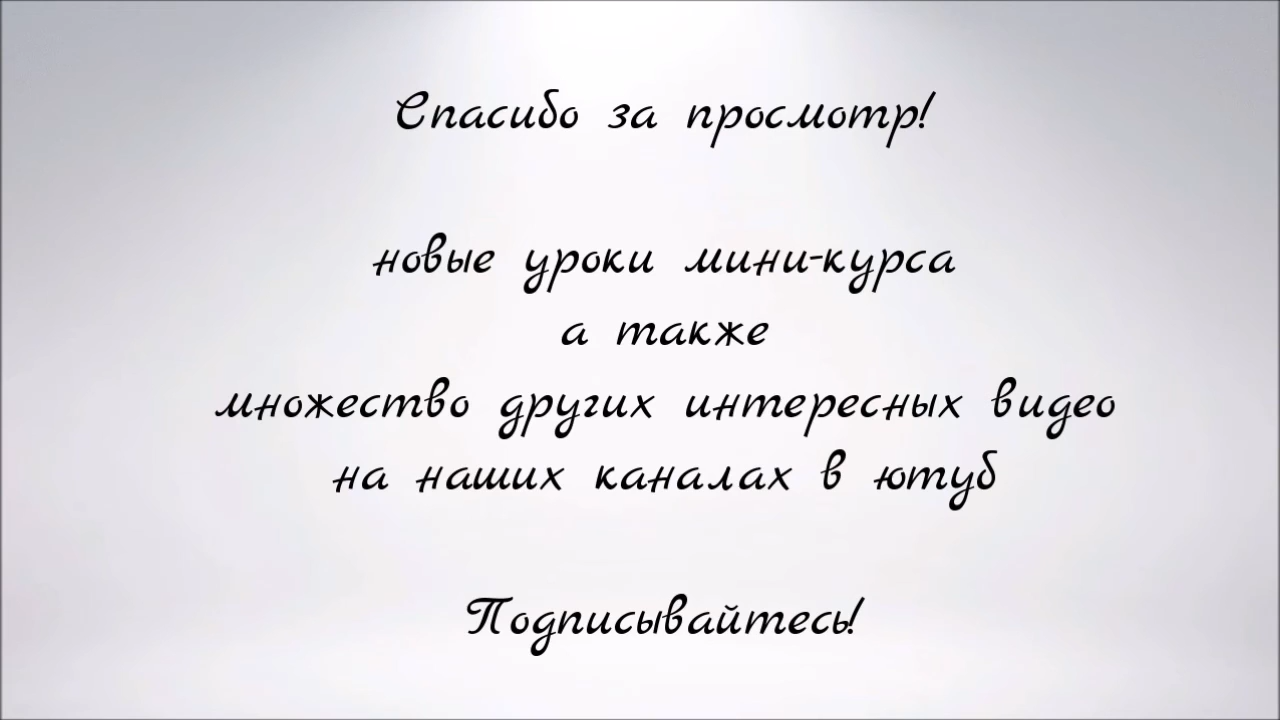 Спасибо за просмотр!
новые уроки мини-курса
а также
множество других интересных видео
на наших каналах в ютуб
Подписывайтесь!